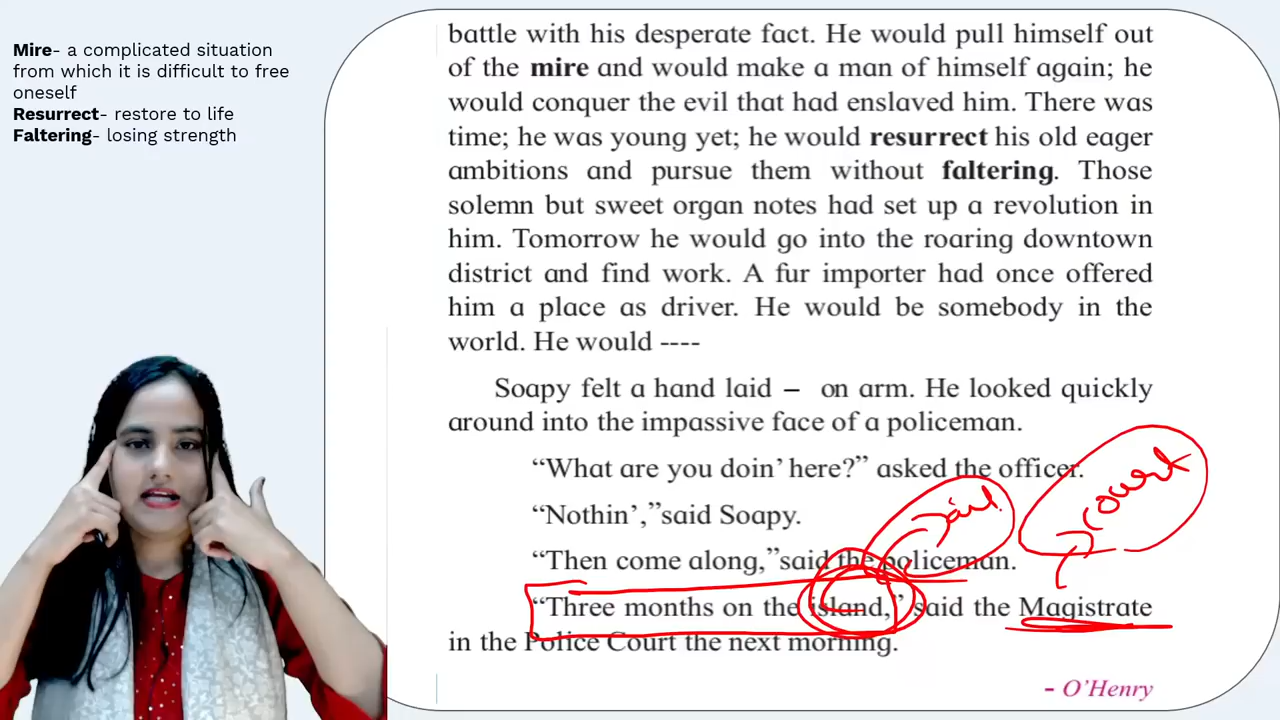 Mire- a complicated situation
from which it is difficult to free
oneself
Resurrect- restore to life
Faltering- losing strength
battle with his desperate fact. He would pull himself out
of the mire and would make a man of himself again; he
would conquer the evil that had enslaved him. There was
time; he was young yet; he would resurrect his old eager
ambitions and pursue them without faltering. Those
solemn but sweet organ notes had set up a revolution in
him. Tomorrow he would go into the roaring downtown
district and find work. A fur importer had once offered
him a place as driver. He would be somebody in the
world. He would ----
Soapy felt a hand laid – on arm. He looked quickly
around into the impassive face of a policeman.
“What are you doin’ here?” asked the officer.
court
“Nothin’,”said Soapy.
Jail
“Then come along,”said the policeman.
“Three months on the island,” said the Magistrate
in the Police Court the next morning.
- O’Henry